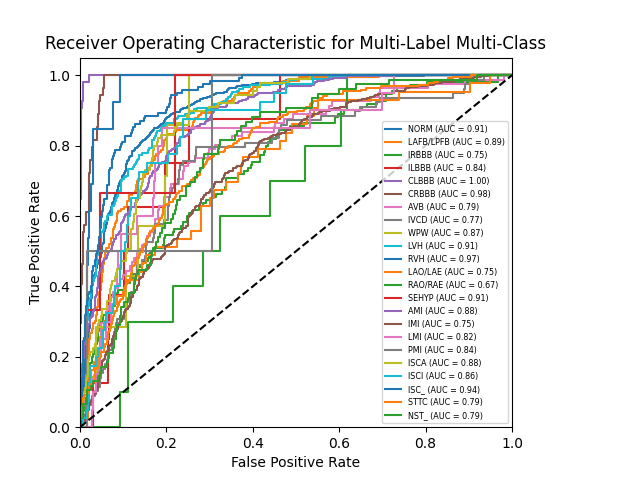 Receiver Operating Characteristic for Multi-Label Multi-Class
True Positive Rate
1.0
0.8
0.6
0.4
0.2
0.0
NORM (AUC = 0.91)
LAFB/LPFB (AUC = 0.89)
IRBBB (AUC = 0.75)
ILBBB (AUC = 0.84)
CLBBB (AUC = 1.00)
CRBBB (AUC = 0.98)
AVB (AUC = 0.79)
IVCD (AUC = 0.77)
WPW (AUC = 0.87)
LVH (AUC = 0.91)
RVH (AUC = 0.97)
LAO/LAE (AUC = 0.75)
RAO/RAE (AUC = 0.67)
SEHYP (AUC = 0.91)
AMI (AUC = 0.88)
IMI (AUC = 0.75)
LMI (AUC = 0.82)
PMI (AUC = 0.84)
ISCA (AUC = 0.88)
ISCI (AUC = 0.86)
ISC_ (AUC = 0.94)
STTC (AUC = 0.79)
NST_ (AUC = 0.79)
0.0 0.2 0.4 0.6 0.8 1.0
False Positive Rate